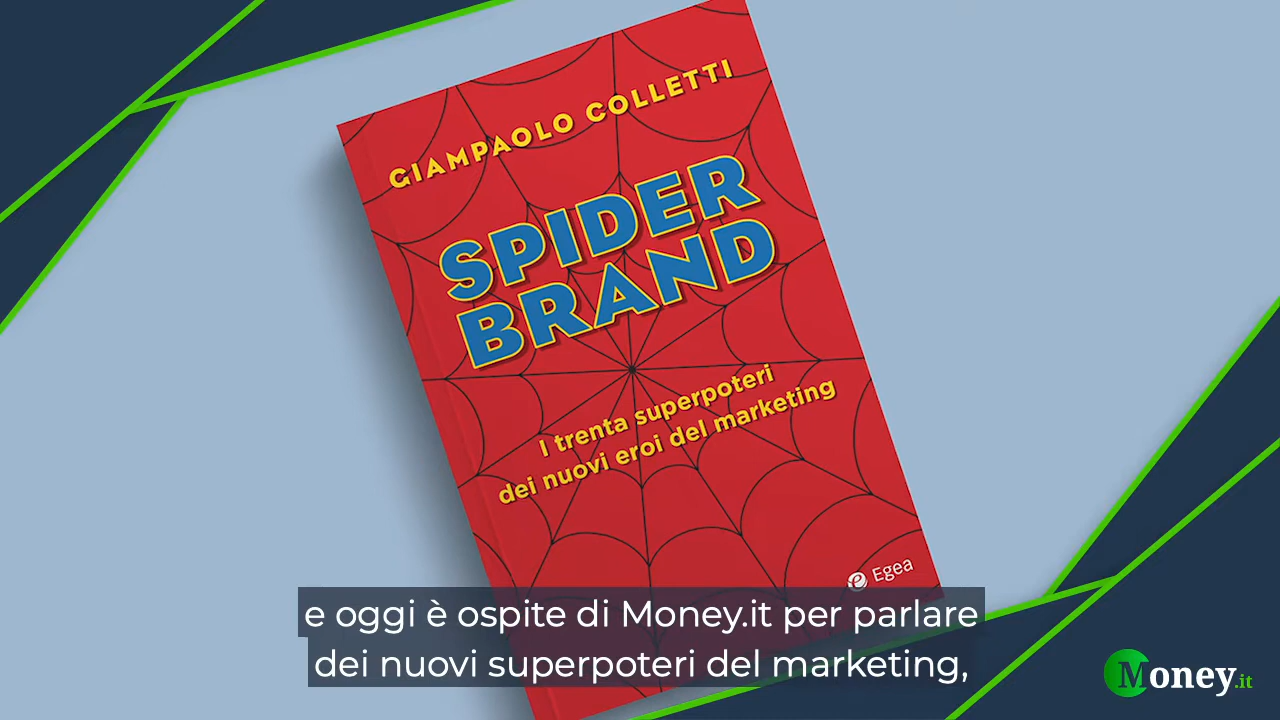 GIAMPAOLO COLLETTI
SPIDER
BRAND
I trenta superpoteri
dei nuovi eroi del marketing
e Egea
e oggi è ospite di Money.it per parlare
dei nuovi superpoteri del marketing,
Money.it